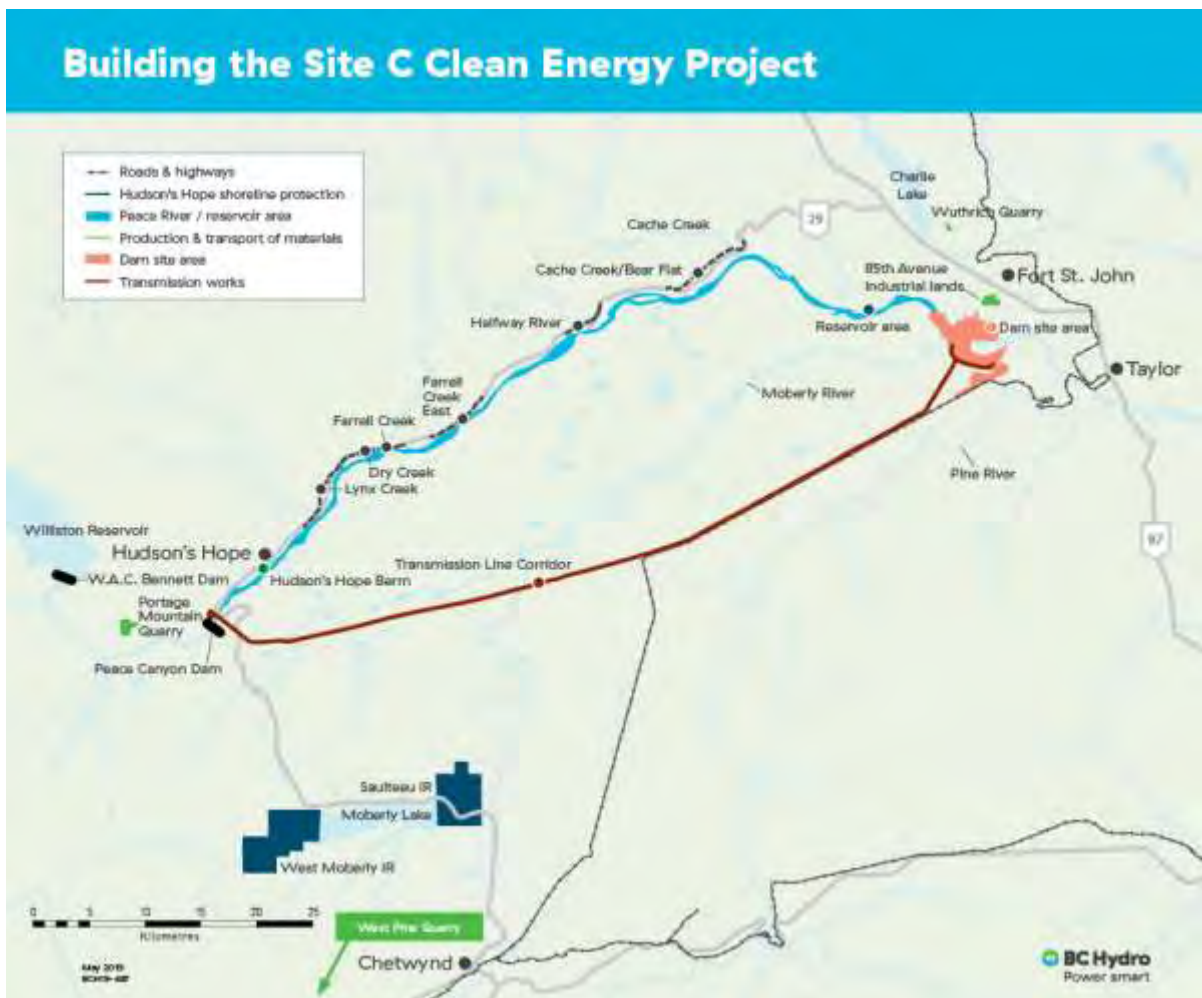 Building the Site C Clean Energy Project
Roads & highways
Hudson's Hope shoreline protection
Peace River / reservoir area
Production & transport of materials
Dam site area
Transmission works
Charlie
Lake
Wuthrich Quarry
29
Cache Creek
Cache Creek/Bear Flat
85th Avenue
Industrial lands
Fort St. John
Halfway River
Reservoir area
Dam site area
Taylor
Moberly River
Farrell
Creek
East
Farrell Creek
Dry Creek
Lynx Creek
Pine River
Williston Reservoir
Hudson's Hope
97
Transmission Line Corridor
W.A.C. Bennett Dam
Hudson's Hope Berm
Portage
Mountain
Quarry
Peace Canyon Dam
Saulteau IR
Moberly Lake
West Moberly IR
0 5 10 15 20 25
Kilometres
West Pine Quarry
Chetwynd
May 2019
BC Hydro
Power smart